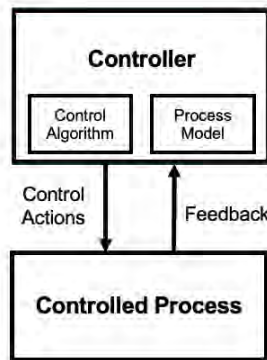 Controller
Control
Algorithm
Process
Model
Control
Actions
Feedback
Controlled Process